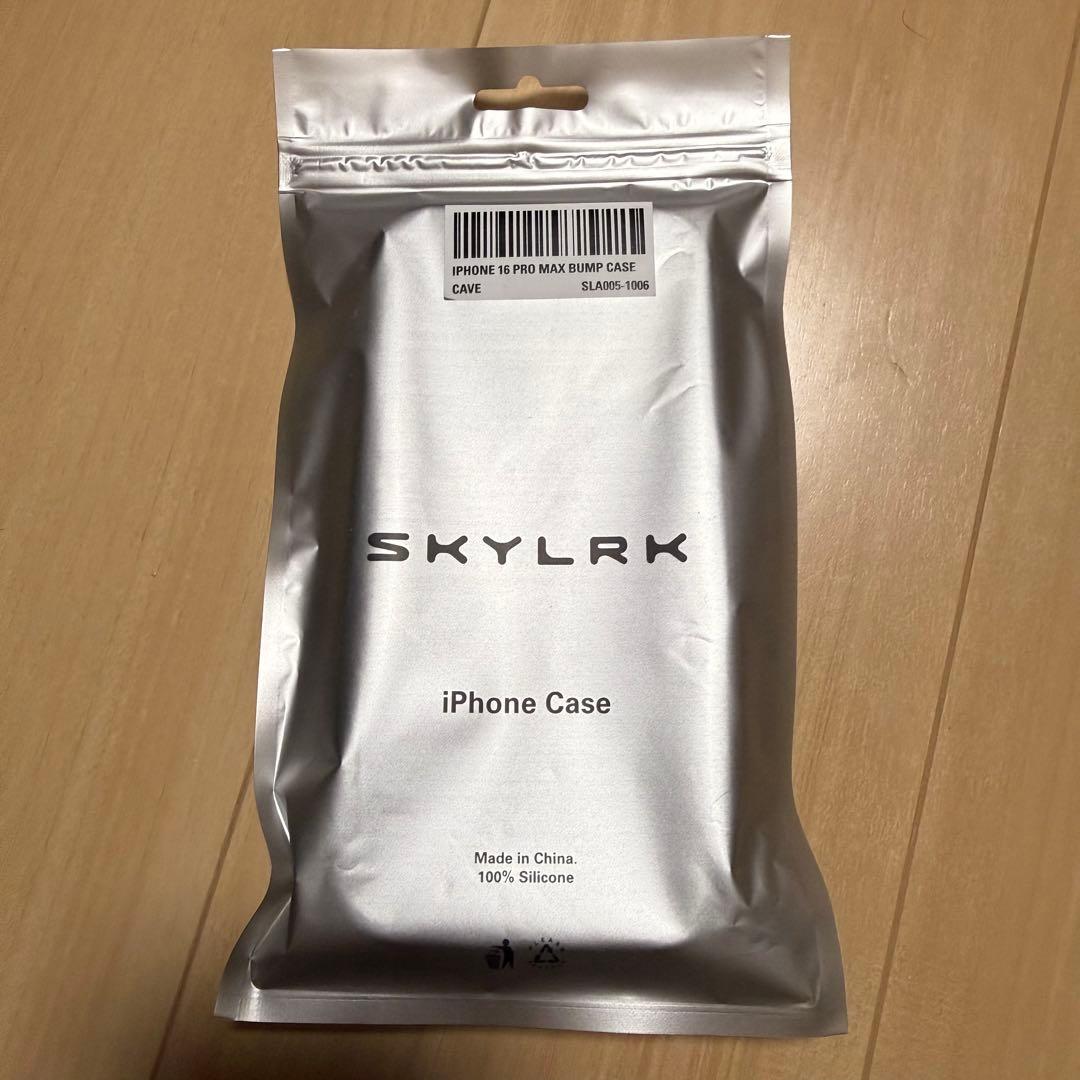 IPHONE 16 PRO MAX BUMP CASE
CAVE SLA005-1006
SKYLRK
iPhone Case
Made in China.
100% Silicone